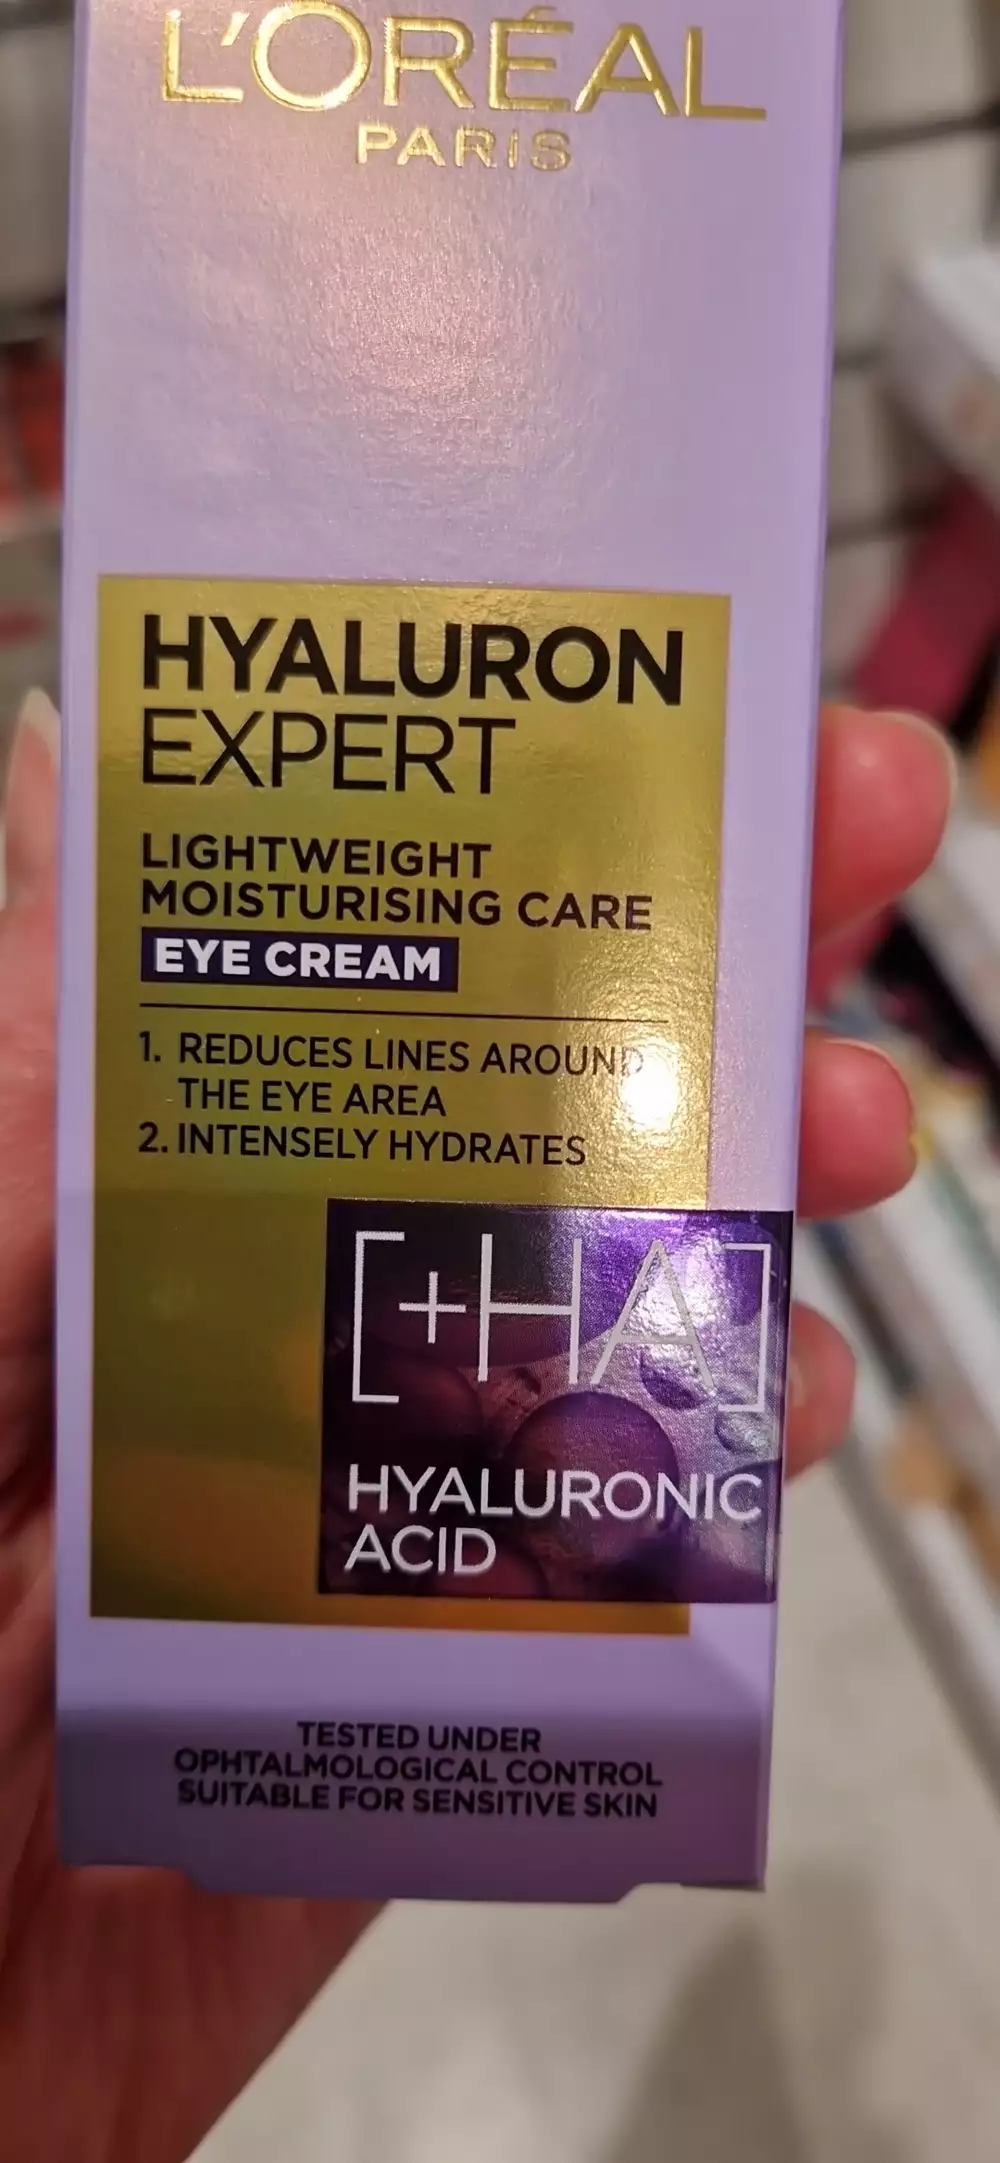 L'ORÉAL
PARIS
HYALURON
EXPERT
LIGHTWEIGHT
MOISTURISING CARE
EYE CREAM
1. REDUCES LINES AROUND
THE EYE AREA
2. INTENSELY HYDRATES
[+HA]
HYALURONIC
ACID
TESTED UNDER
OPHTALMOLOGICAL CONTROL
SUITABLE FOR SENSITIVE SKIN